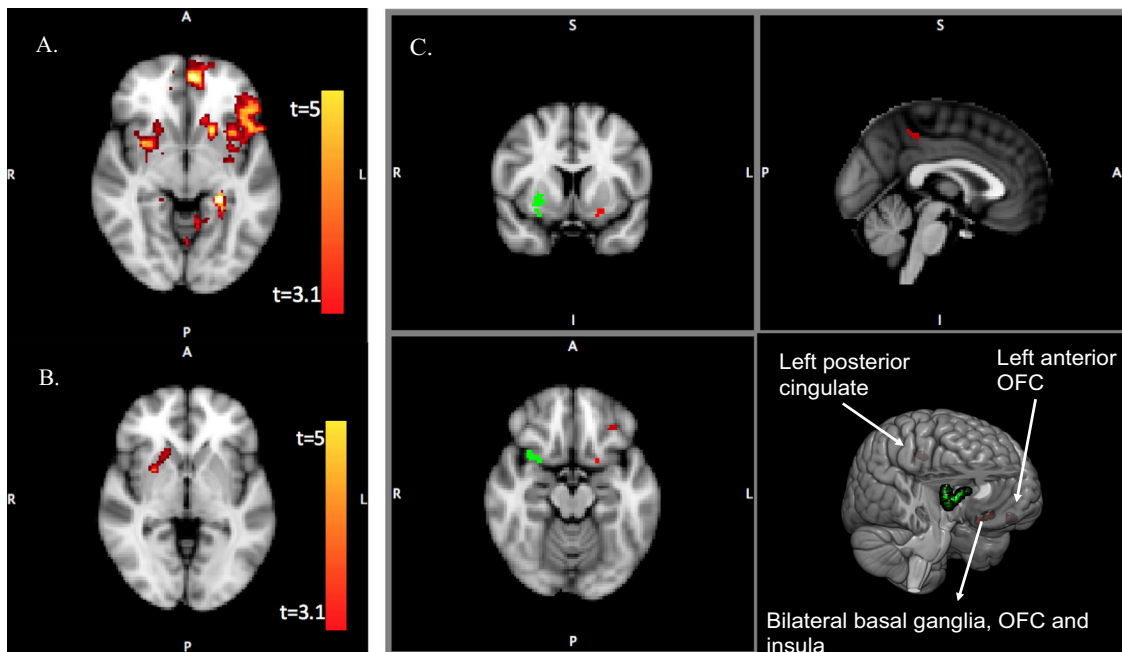 A
A.
t=5
R
L
t=3.1
P
A
B.
t=5
R
L
t=3.1
P
C.
S
R
L
I
S
P
A
I
A
R
L
P
Left posterior
cingulate
Left anterior
OFC
Bilateral basal ganglia, OFC and
insula